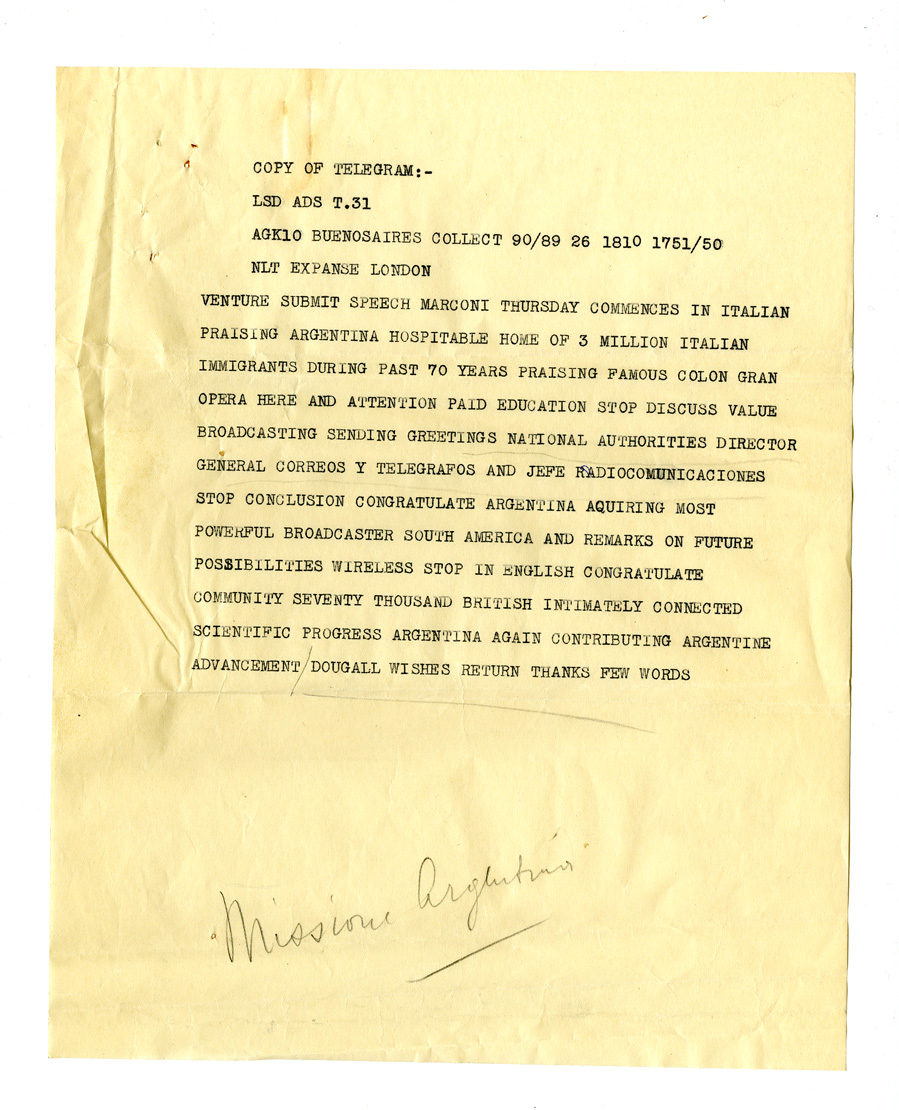 COPY OF TELEGRAM:-
LSD ADS T.31
AGK10 BUENOSAIRES COLLECT 90/89 26 1810 1751/50
NLT EXPANSE LONDON
VENTURE SUBMIT SPEECH MARCONI THURSDAY COMMENCES IN ITALIAN
PRAISING ARGENTINA HOSPITABLE HOME OF 3 MILLION ITALIAN
IMMIGRANTS DURING PAST 70 YEARS PRAISING FAMOUS COLON GRAN
OPERA HERE AND ATTENTION PAID EDUCATION STOP DISCUSS VALUE
BROADCASTING SENDING GREETINGS NATIONAL AUTHORITIES DIRECTOR
GENERAL CORREOS Y TELEGRAFOS AND JEFE RADIOCOMUNICACIONES
STOP CONCLUSION CONGRATULATE ARGENTINA AQUIRING MOST
POWERFUL BROADCASTER SOUTH AMERICA AND REMARKS ON FUTURE
POSSIBILITIES WIRELESS STOP IN ENGLISH CONGRATULATE
COMMUNITY SEVENTY THOUSAND BRITISH INTIMATELY CONNECTED
SCIENTIFIC PROGRESS ARGENTINA AGAIN CONTRIBUTING ARGENTINE
ADVANCEMENT/DOUGALL WISHES RETURN THANKS FEW WORDS
Missione Argentina